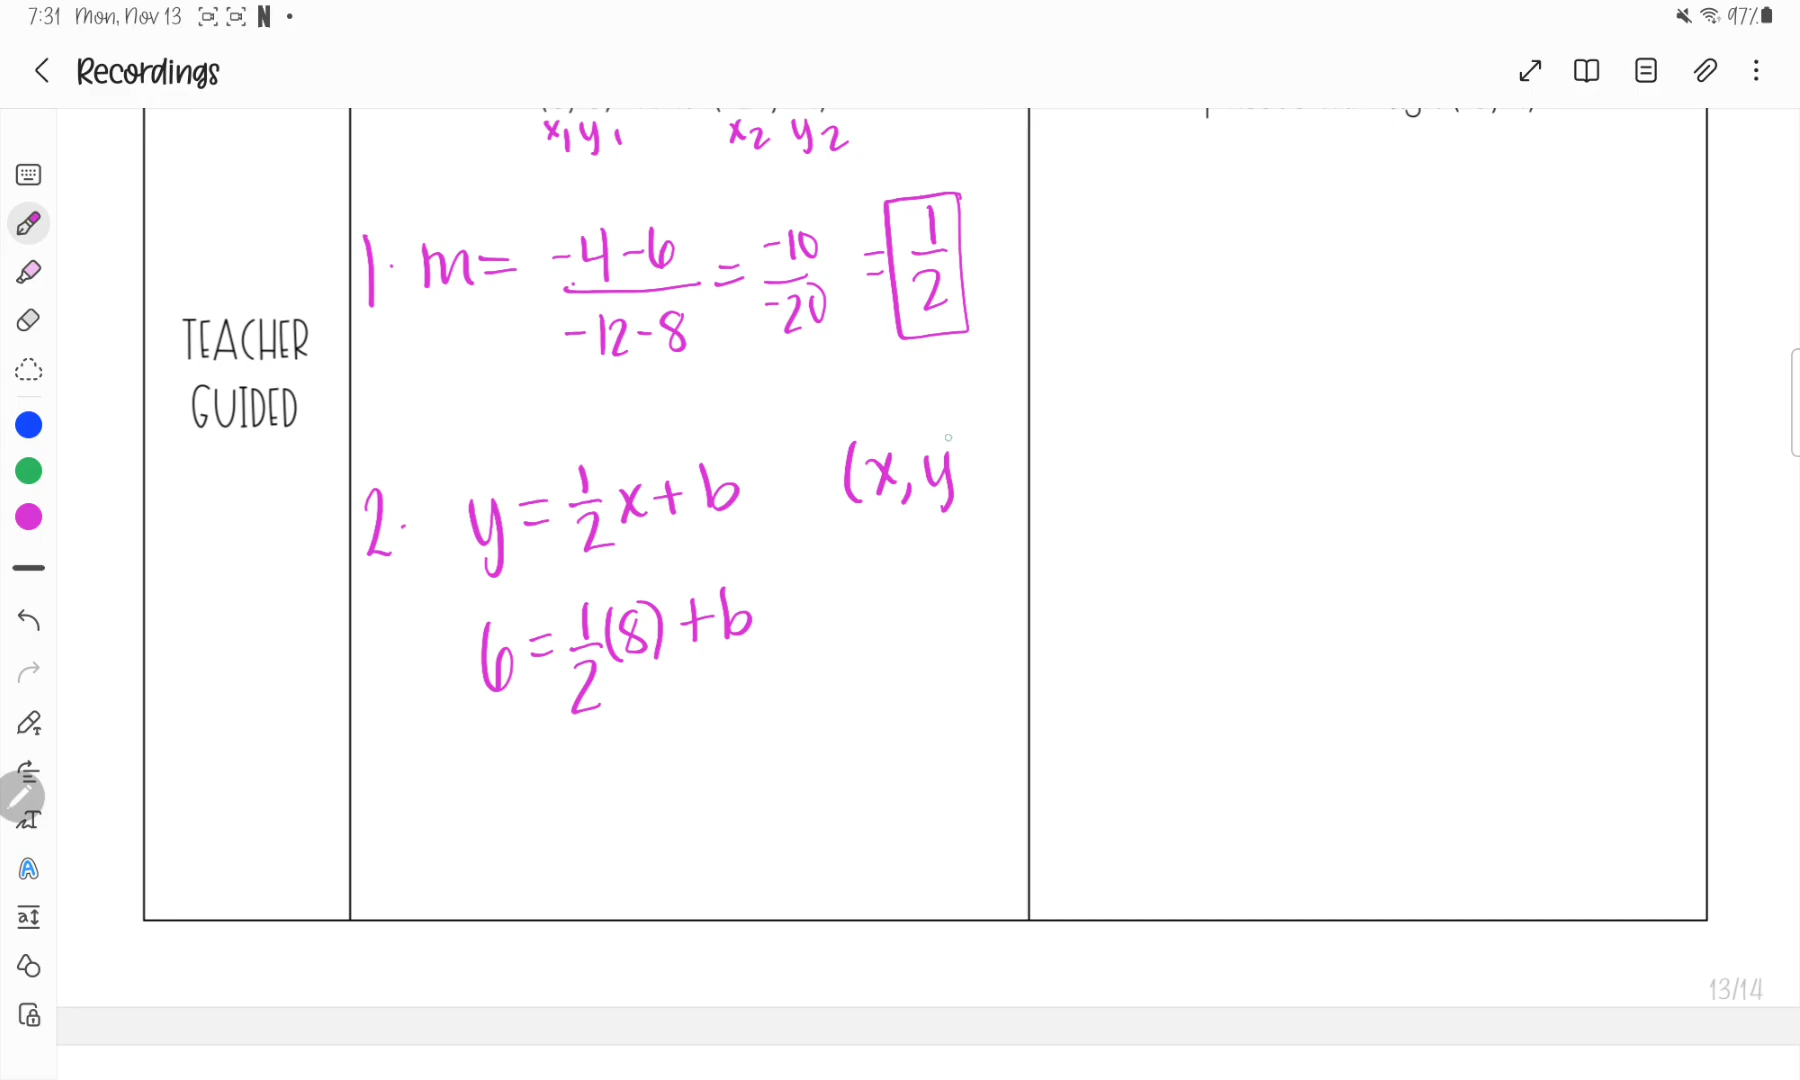 7:31 Mon, Nov 13 N •
97%
Recordings
x₁ y₁ x₂ y₂
1. m = -4-6/-12-8 = -10/-20 = 1/2
TEACHER
GUIDED
2. y = 1/2 x + b (x, y
6 = 1/2 (8) + b
13/14